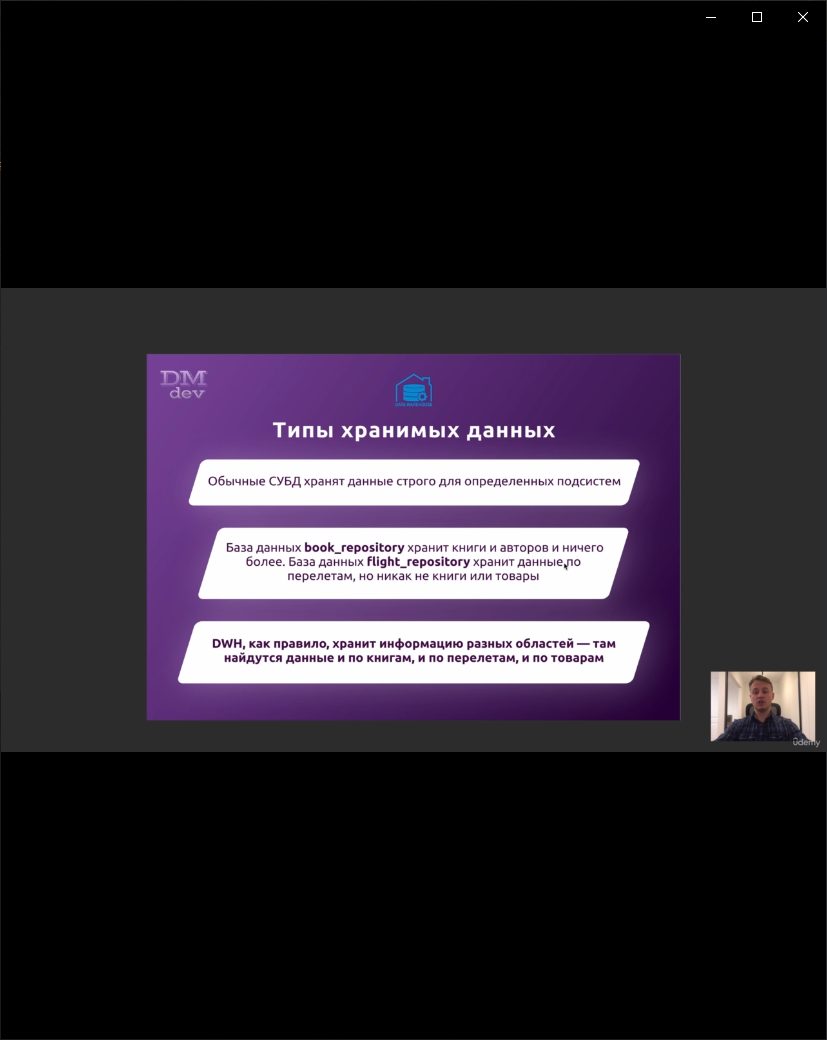 DM
dev
Типы хранимых данных
Обычные СУБД хранят данные строго для определенных подсистем
База данных book_repository хранит книги и авторов и ничего
более. База данных flight_repository хранит данные по
перелетам, но никак не книги или товары
DWH, как правило, хранит информацию разных областей — там
найдутся данные и по книгам, и по перелетам, и по товарам
ûdemy